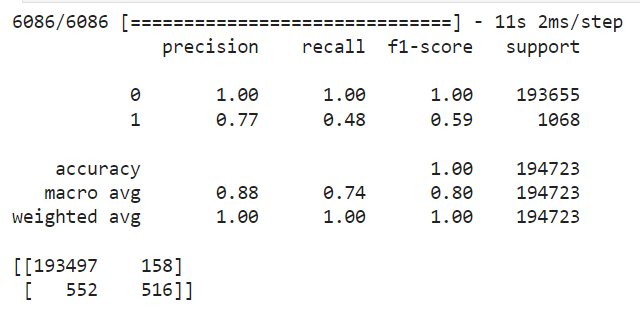 6086/6086 [==============================] - 11s 2ms/step
              precision    recall  f1-score   support

           0       1.00      1.00      1.00    193655
           1       0.77      0.48      0.59      1068

    accuracy                           1.00    194723
   macro avg       0.88      0.74      0.80    194723
weighted avg       1.00      1.00      1.00    194723

[[193497    158]
 [   552    516]]